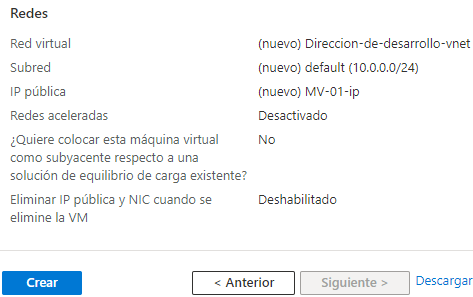 Redes
Red virtual (nuevo) Direccion-de-desarrollo-vnet
Subred (nuevo) default (10.0.0.0/24)
IP pública (nuevo) MV-01-ip
Redes aceleradas Desactivado
¿Quiere colocar esta máquina virtual No
como subyacente respecto a una
solución de equilibrio de carga existente?
Eliminar IP pública y NIC cuando se Deshabilitado
elimine la VM
Crear < Anterior Siguiente > Descargar